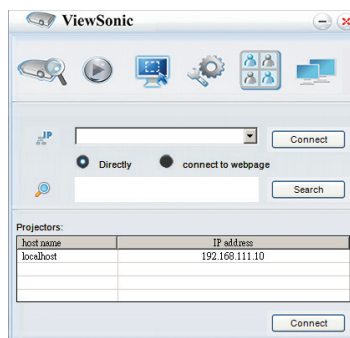 ViewSonic
IP
Connect
Directly connect to webpage
Search
Projectors:
host name IP address
localhost 192.168.111.10
Connect